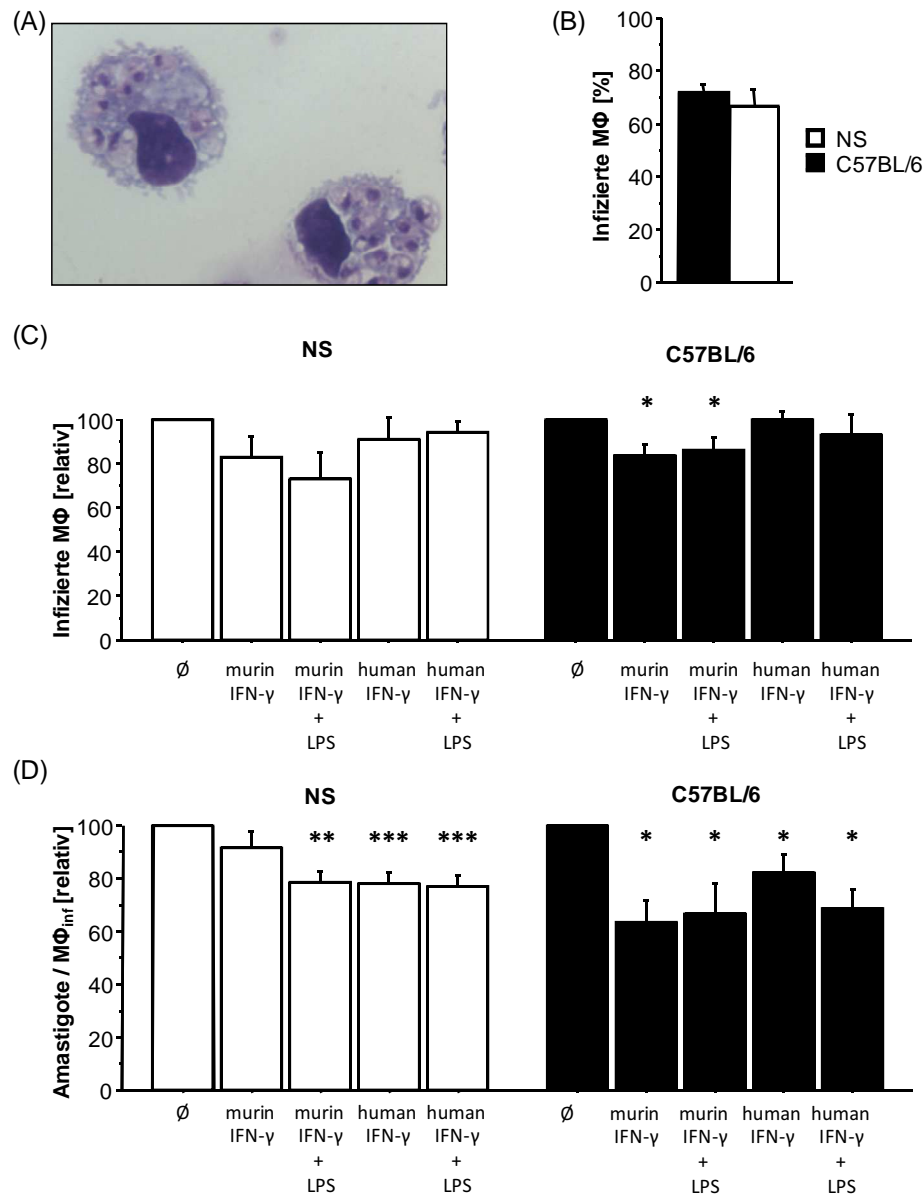 (A)
(B)
Infizierte MΦ [%]
100
80
60
40
20
0
NS
C57BL/6
(C)
NS
C57BL/6
Infizierte MΦ [relativ]
100
80
60
40
20
0
* *
Ø murin IFN-γ murin IFN-γ + LPS human IFN-γ human IFN-γ + LPS
Ø murin IFN-γ murin IFN-γ + LPS human IFN-γ human IFN-γ + LPS
(D)
NS
C57BL/6
Amastigote / MΦinf [relativ]
100
80
60
40
20
0
** *** ***
* * * *
Ø murin IFN-γ murin IFN-γ + LPS human IFN-γ human IFN-γ + LPS
Ø murin IFN-γ murin IFN-γ + LPS human IFN-γ human IFN-γ + LPS